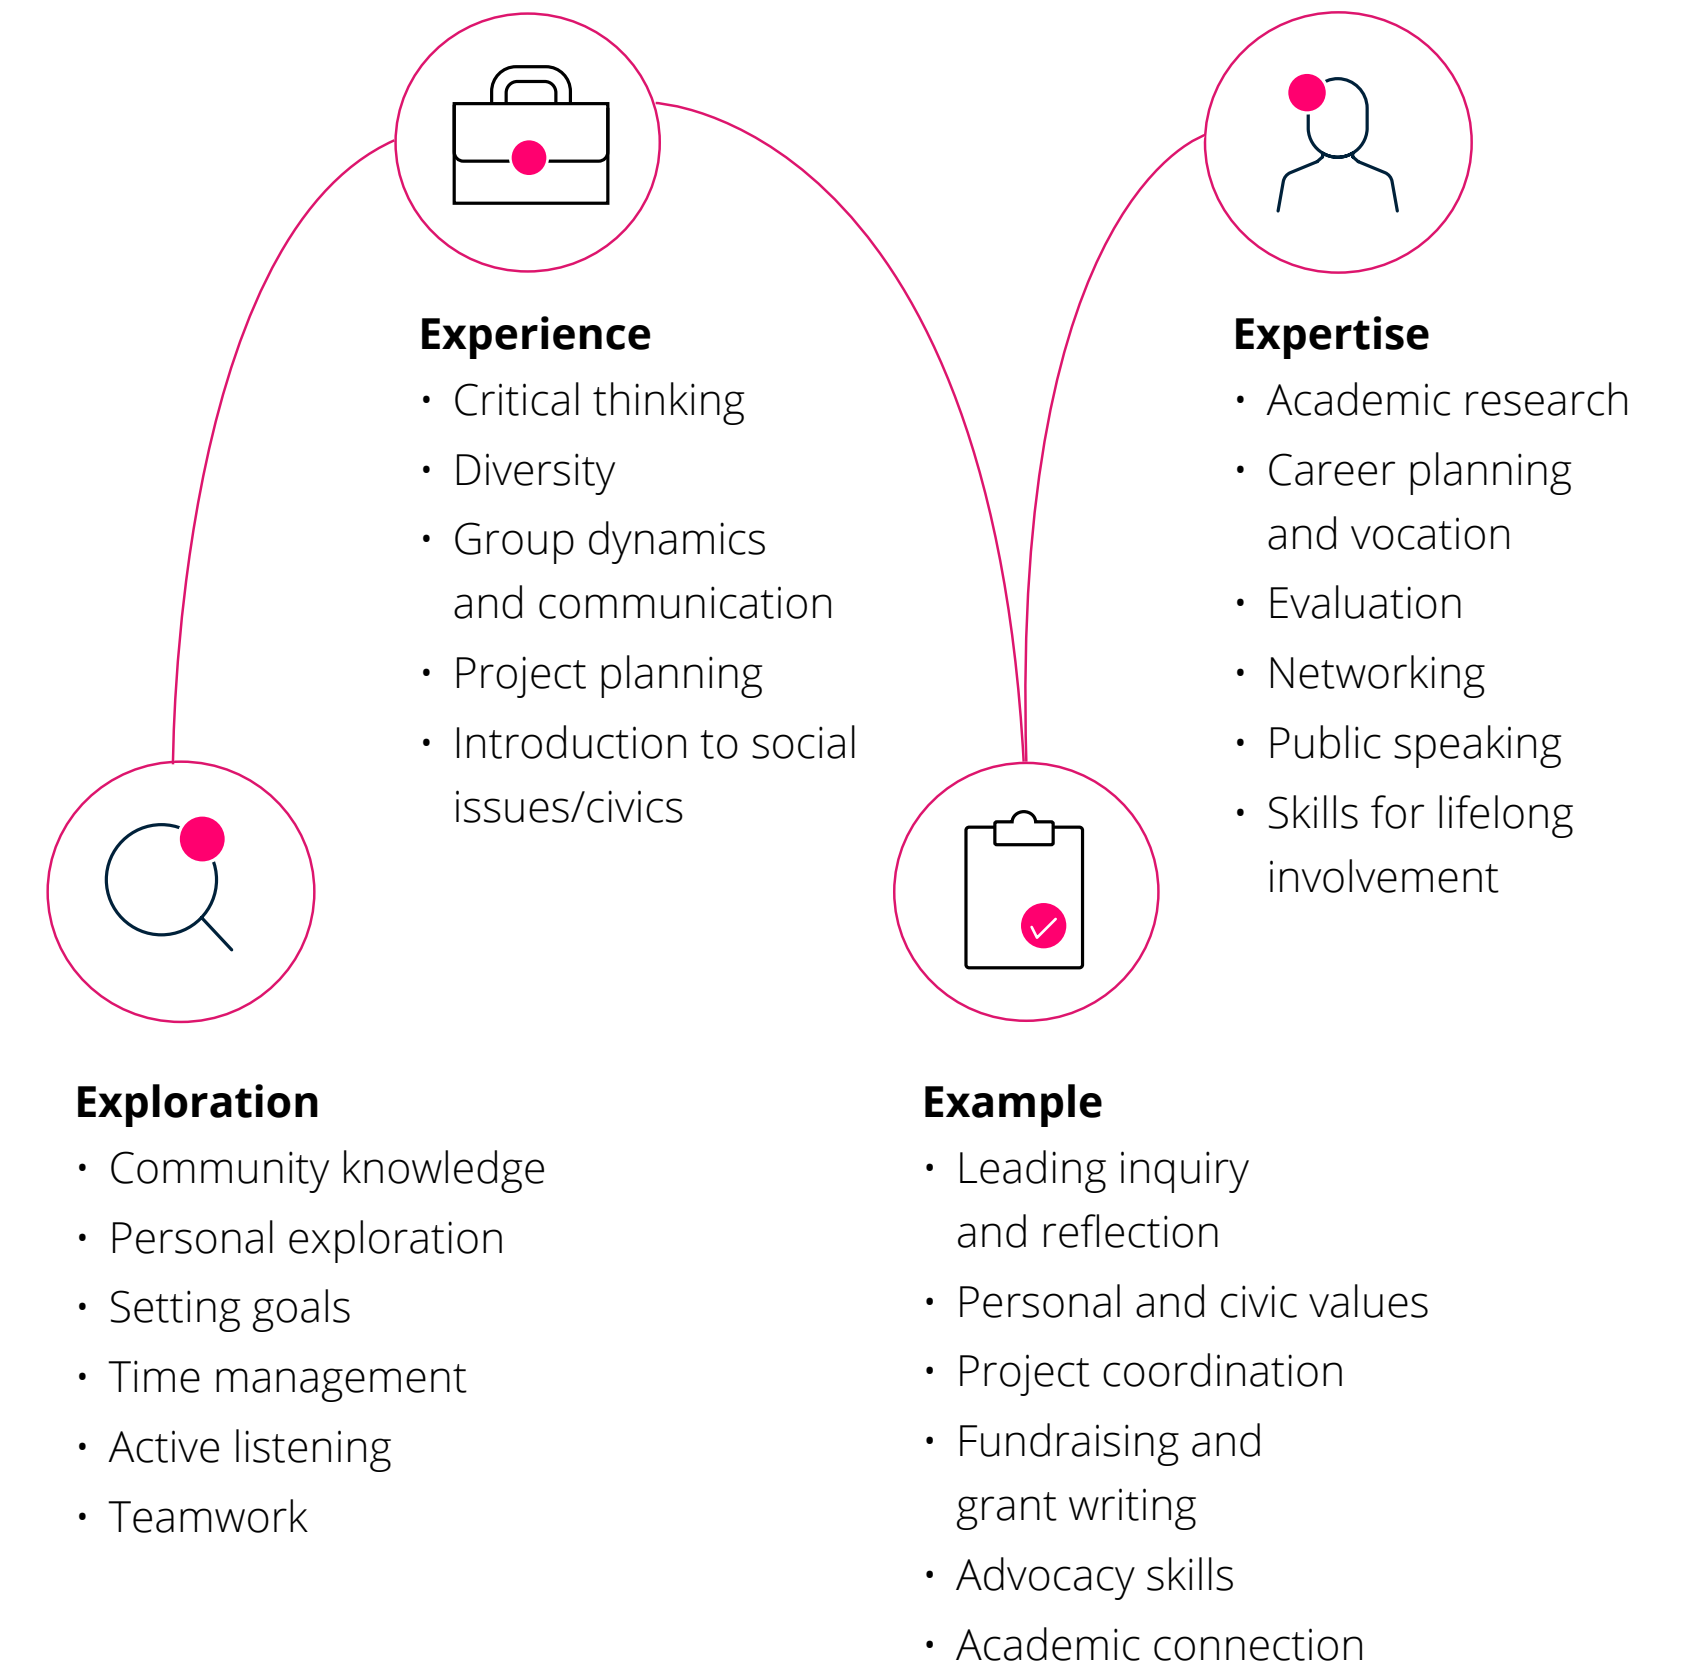 Experience
• Critical thinking
• Diversity
• Group dynamics
and communication
• Project planning
• Introduction to social
issues/civics
Expertise
• Academic research
• Career planning
and vocation
• Evaluation
• Networking
• Public speaking
• Skills for lifelong
involvement
Exploration
• Community knowledge
• Personal exploration
• Setting goals
• Time management
• Active listening
• Teamwork
Example
• Leading inquiry
and reflection
• Personal and civic values
• Project coordination
• Fundraising and
grant writing
• Advocacy skills
• Academic connection